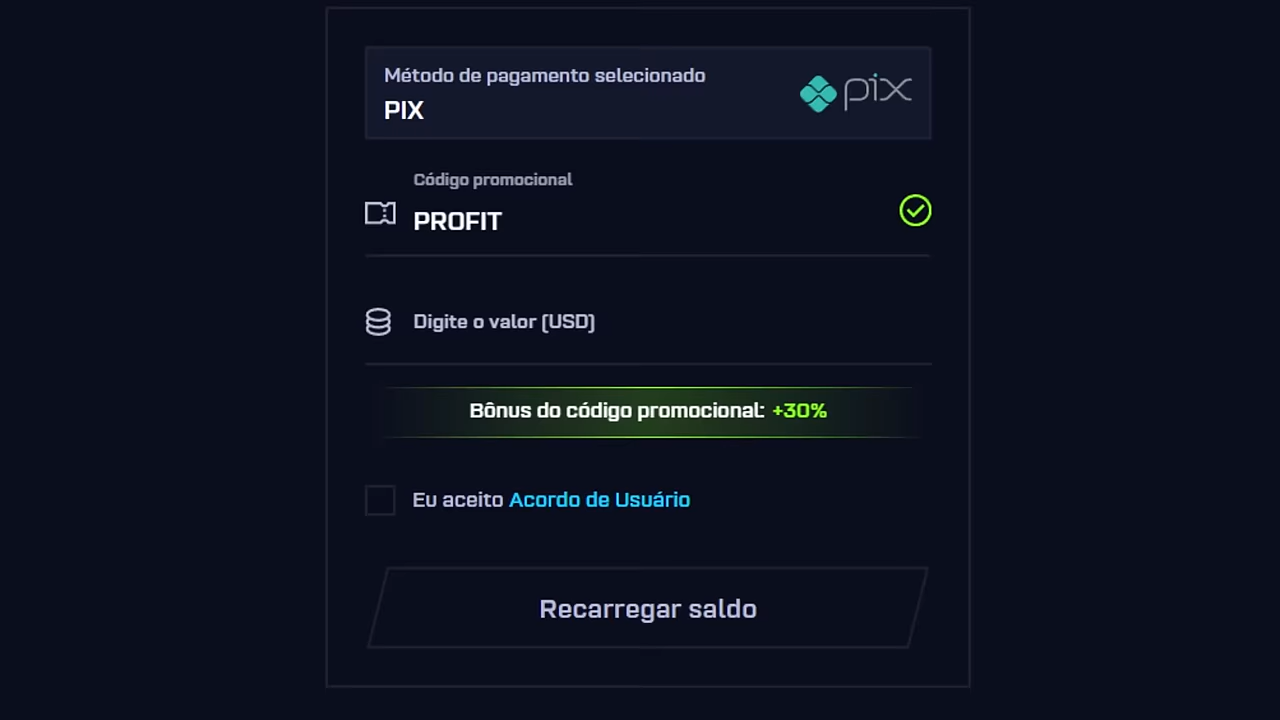 Método de pagamento selecionado
PIX
pix
Código promocional
PROFIT
Digite o valor (USD)
Bônus do código promocional: +30%
Eu aceito Acordo de Usuário
Recarregar saldo